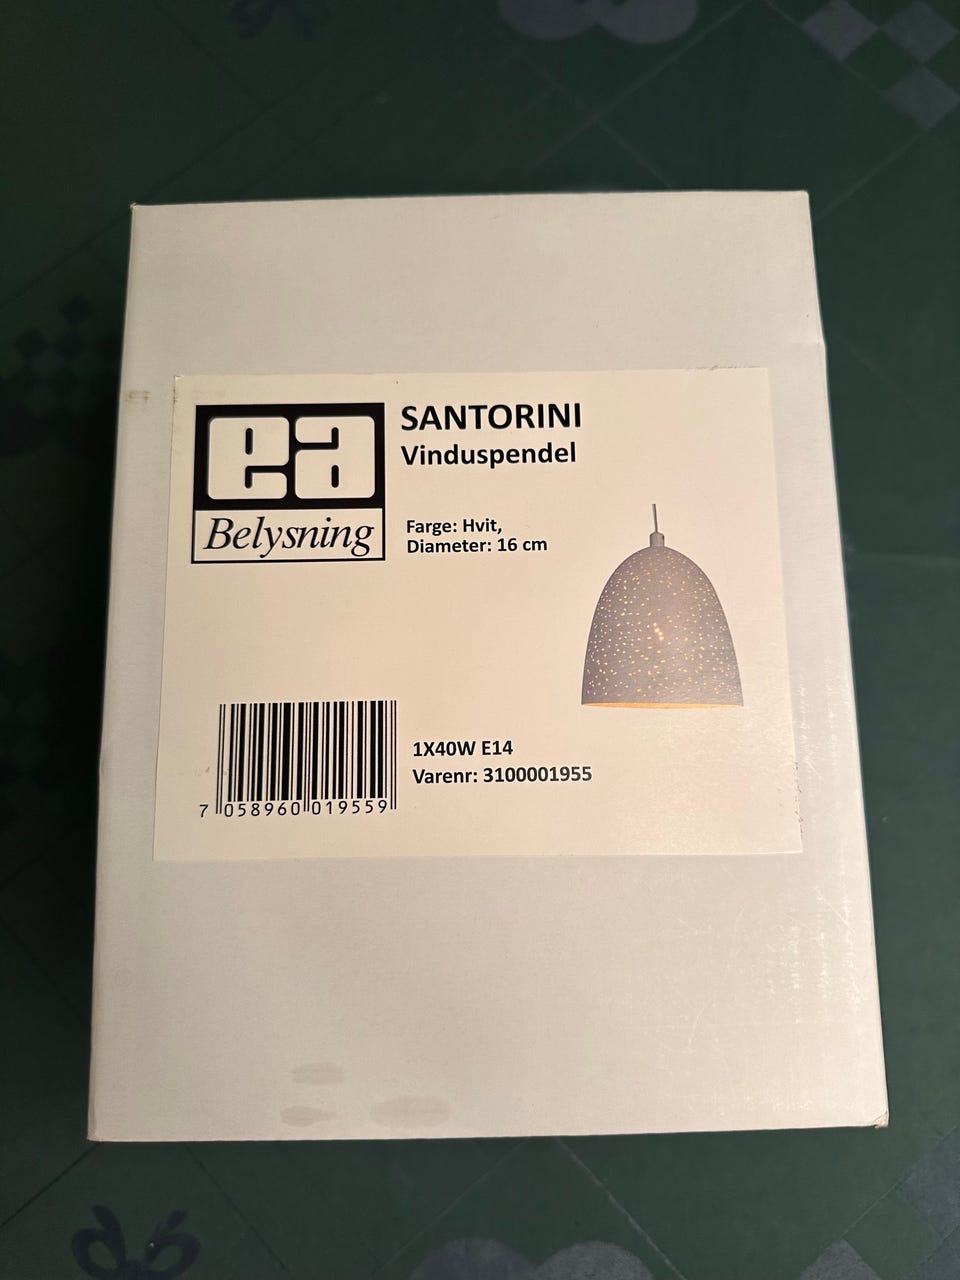 ea
Belysning
SANTORINI
Vinduspendel
Farge: Hvit,
Diameter: 16 cm
1X40W E14
Varenr: 3100001955
7 058960 019559